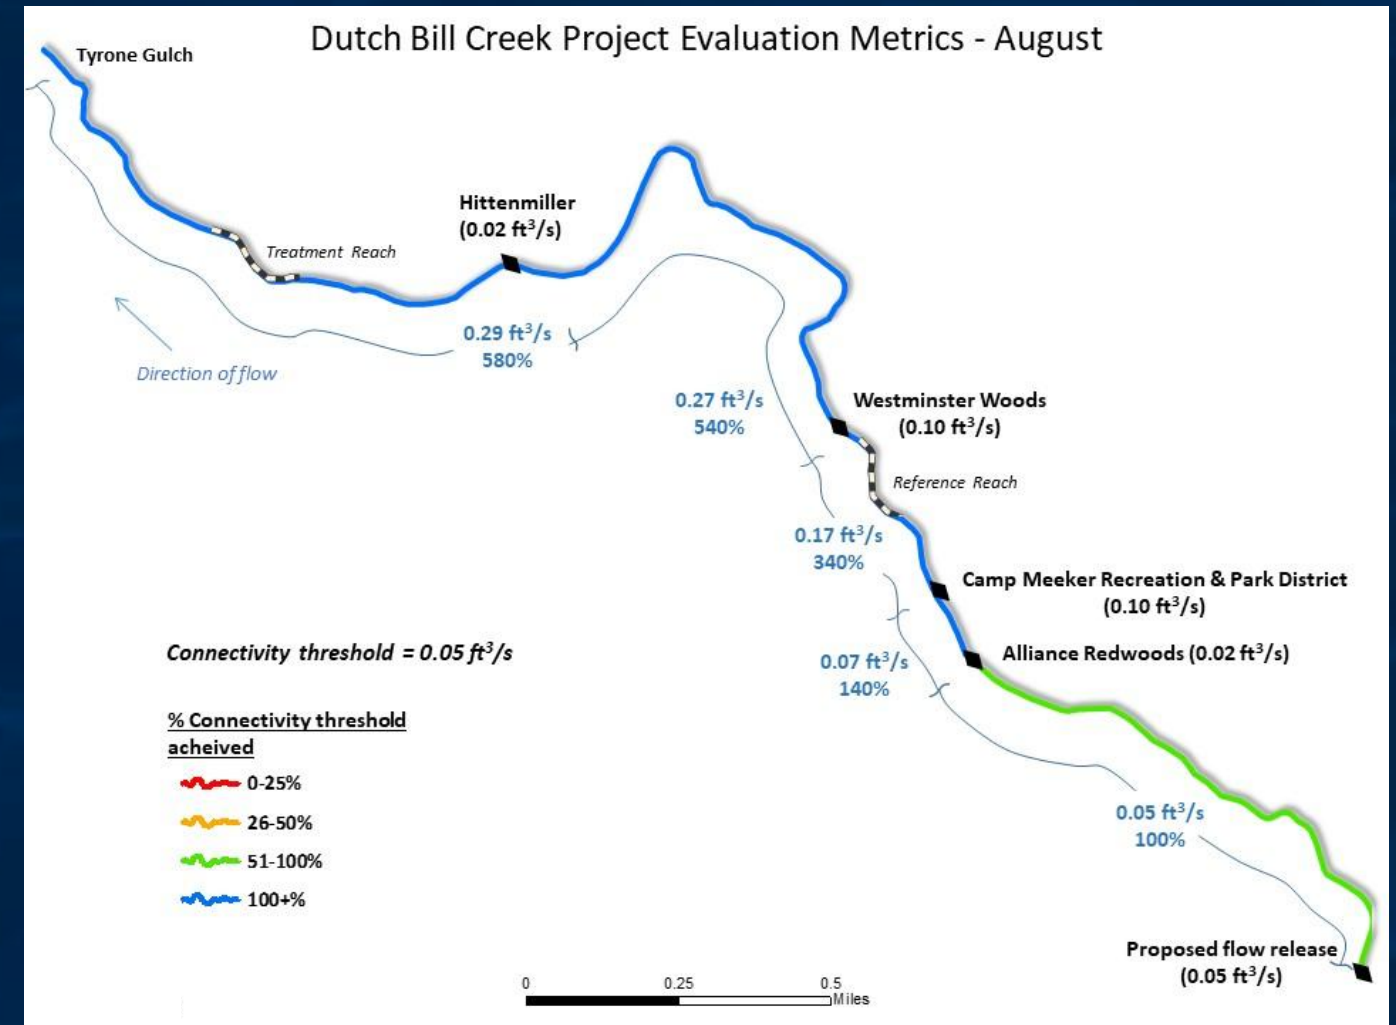 Dutch Bill Creek Project Evaluation Metrics - August
Tyrone Gulch
Hittenmiller
(0.02 ft³/s)
Treatment Reach
0.29 ft³/s
580%
Direction of flow
0.27 ft³/s
540%
Westminster Woods
(0.10 ft³/s)
Reference Reach
0.17 ft³/s
340%
Camp Meeker Recreation & Park District
(0.10 ft³/s)
Alliance Redwoods (0.02 ft³/s)
0.07 ft³/s
140%
Connectivity threshold = 0.05 ft³/s
% Connectivity threshold
acheived
0-25%
26-50%
51-100%
100+%
0.05 ft³/s
100%
Proposed flow release
(0.05 ft³/s)
0 0.25 0.5
Miles